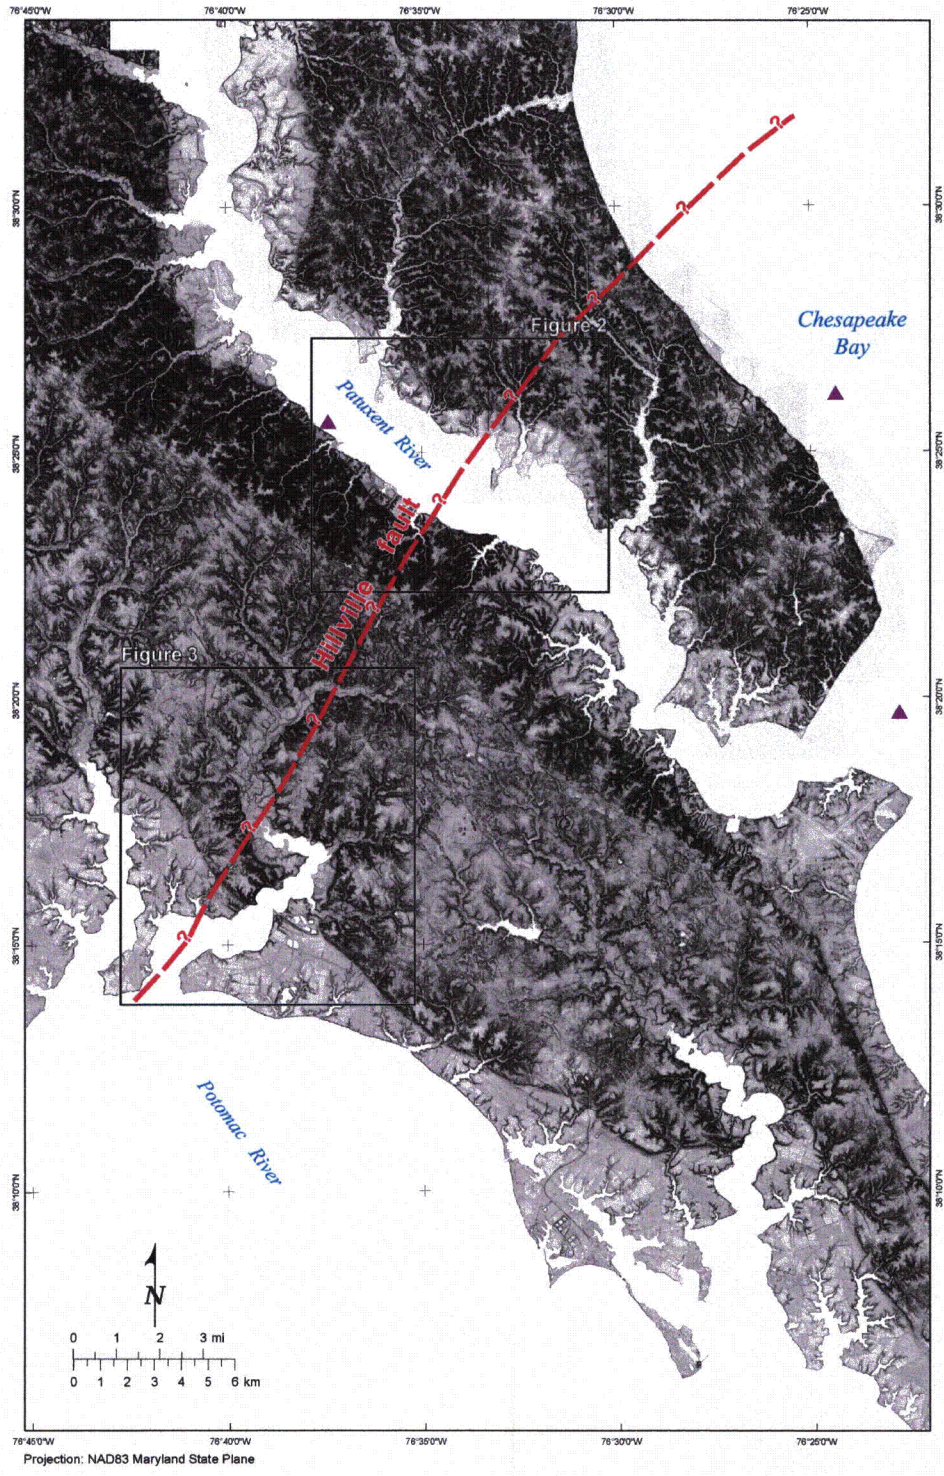 76°45'0"W 76°40'0"W 76°35'0"W 76°30'0"W 76°25'0"W
?
38°30'0"N ? 38°30'0"N
?
Chesapeake
Bay
Figure 2
?
Patuxent River
38°25'0"N 38°25'0"N
?
Hillville fault
?
Figure 3
38°20'0"N 38°20'0"N
?
?
38°15'0"N 38°15'0"N
?
Potomac River
38°10'0"N 38°10'0"N
N
0 1 2 3 mi
0 1 2 3 4 5 6 km
76°45'0"W 76°40'0"W 76°35'0"W 76°30'0"W 76°25'0"W
Projection: NAD83 Maryland State Plane